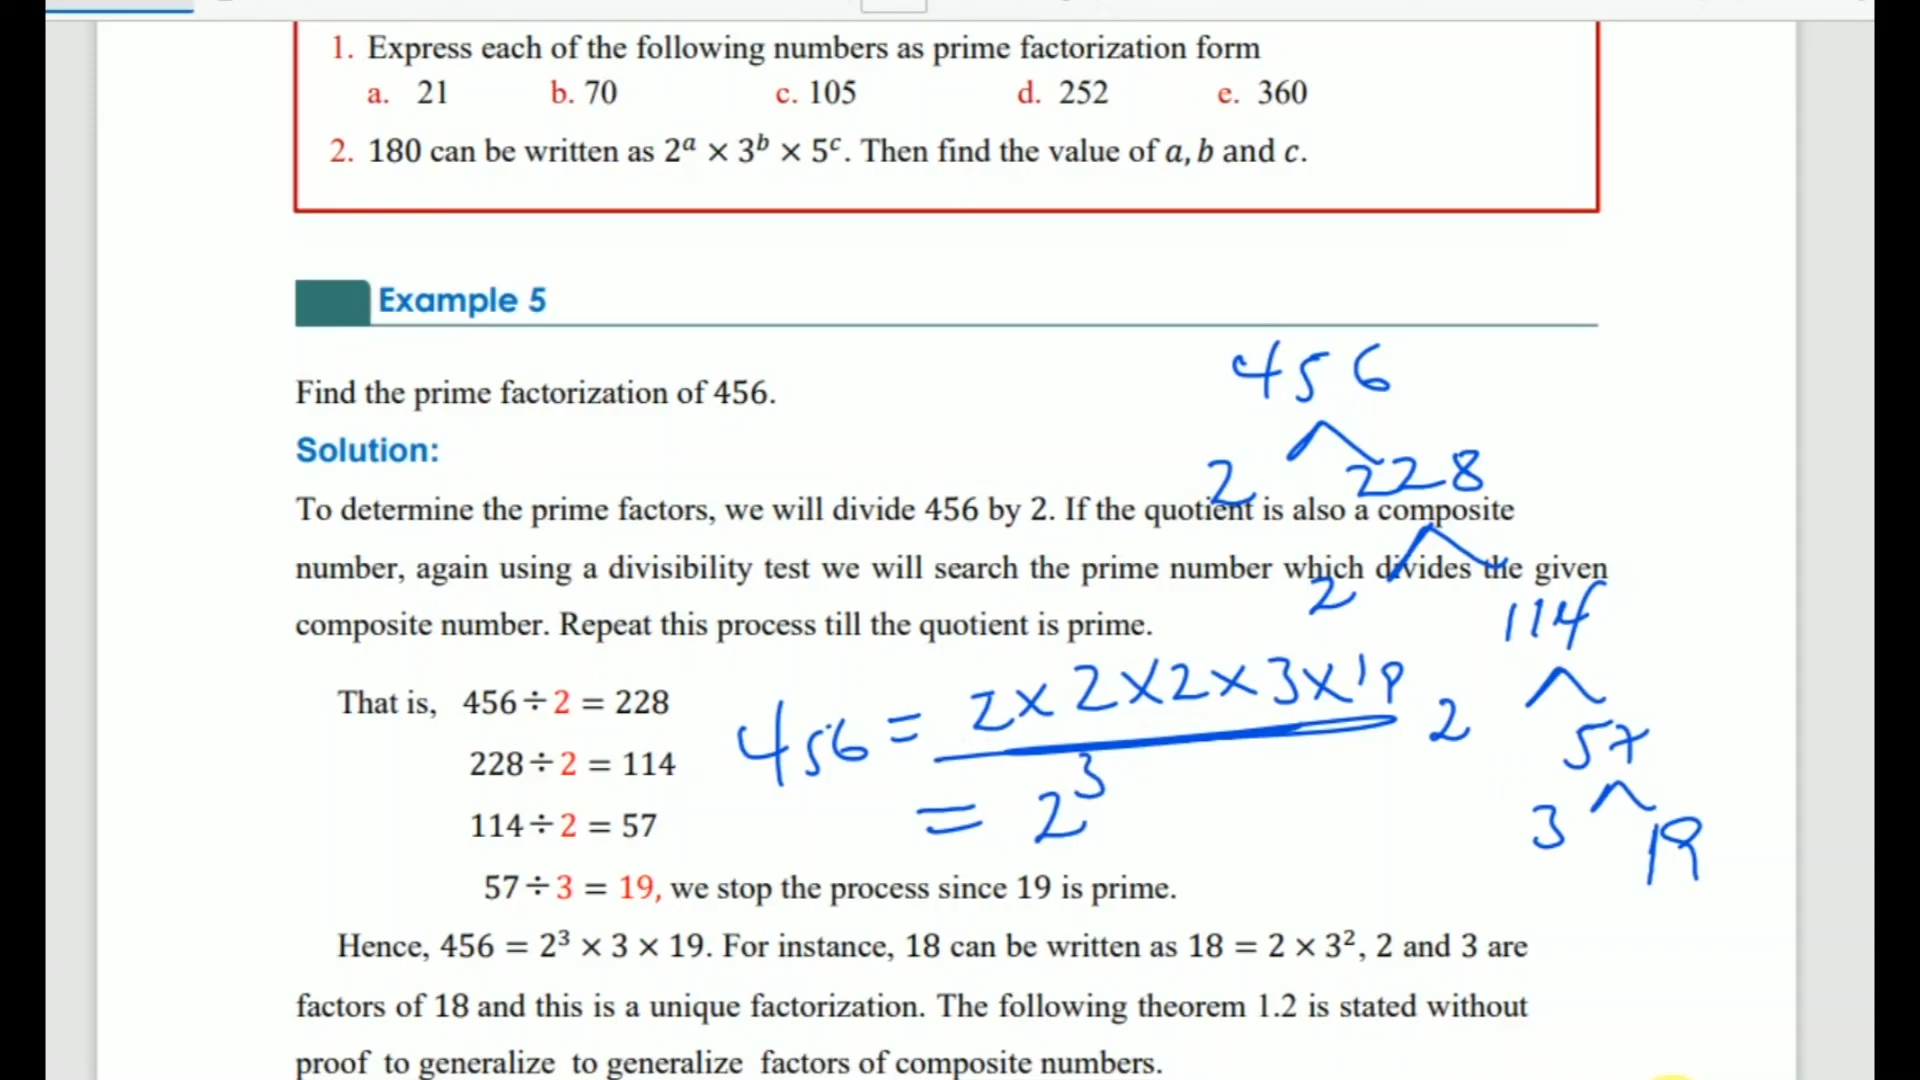 1. Express each of the following numbers as prime factorization form
a. 21 b. 70 c. 105 d. 252 e. 360
2. 180 can be written as 2ᵃ × 3ᵇ × 5ᶜ. Then find the value of a, b and c.
Example 5
456
Find the prime factorization of 456.
Solution:
2 228
To determine the prime factors, we will divide 456 by 2. If the quotient is also a composite
number, again using a divisibility test we will search the prime number which divides the given
2 114
composite number. Repeat this process till the quotient is prime.
That is, 456 ÷ 2 = 228
456 = 2×2×2×3×19
2 57
228 ÷ 2 = 114
= 2³
3 19
114 ÷ 2 = 57
57 ÷ 3 = 19, we stop the process since 19 is prime.
Hence, 456 = 2³ × 3 × 19. For instance, 18 can be written as 18 = 2 × 3², 2 and 3 are
factors of 18 and this is a unique factorization. The following theorem 1.2 is stated without
proof to generalize to generalize factors of composite numbers.